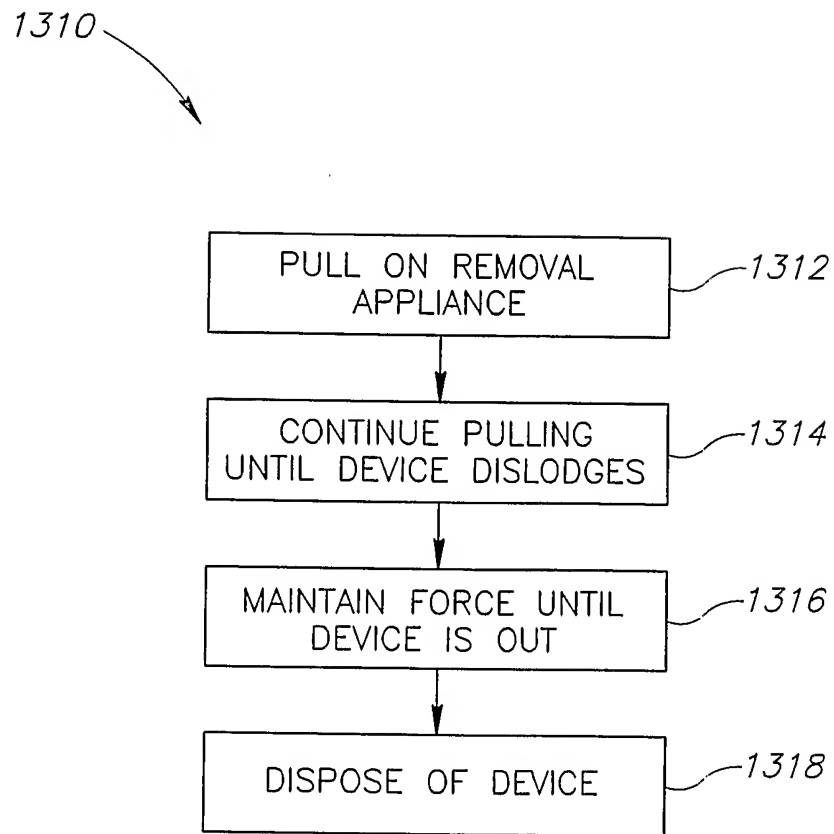 1310
PULL ON REMOVAL
APPLIANCE
1312
CONTINUE PULLING
UNTIL DEVICE DISLODGES
1314
MAINTAIN FORCE UNTIL
DEVICE IS OUT
1316
DISPOSE OF DEVICE
1318